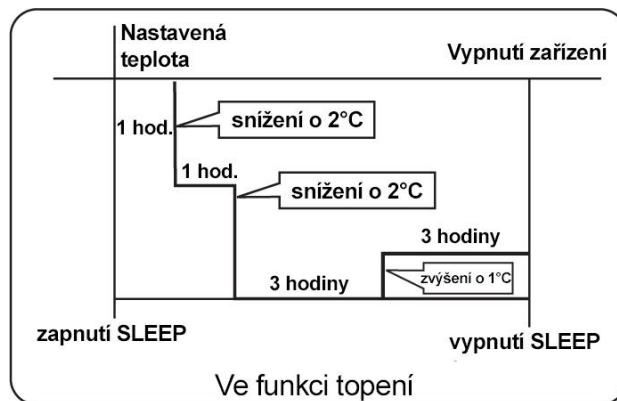 Nastavená
teplota
Vypnutí zařízení
1 hod.
snížení o 2°C
1 hod.
snížení o 2°C
3 hodiny
3 hodiny
zvýšení o 1°C
zapnutí SLEEP
vypnutí SLEEP
Ve funkci topení